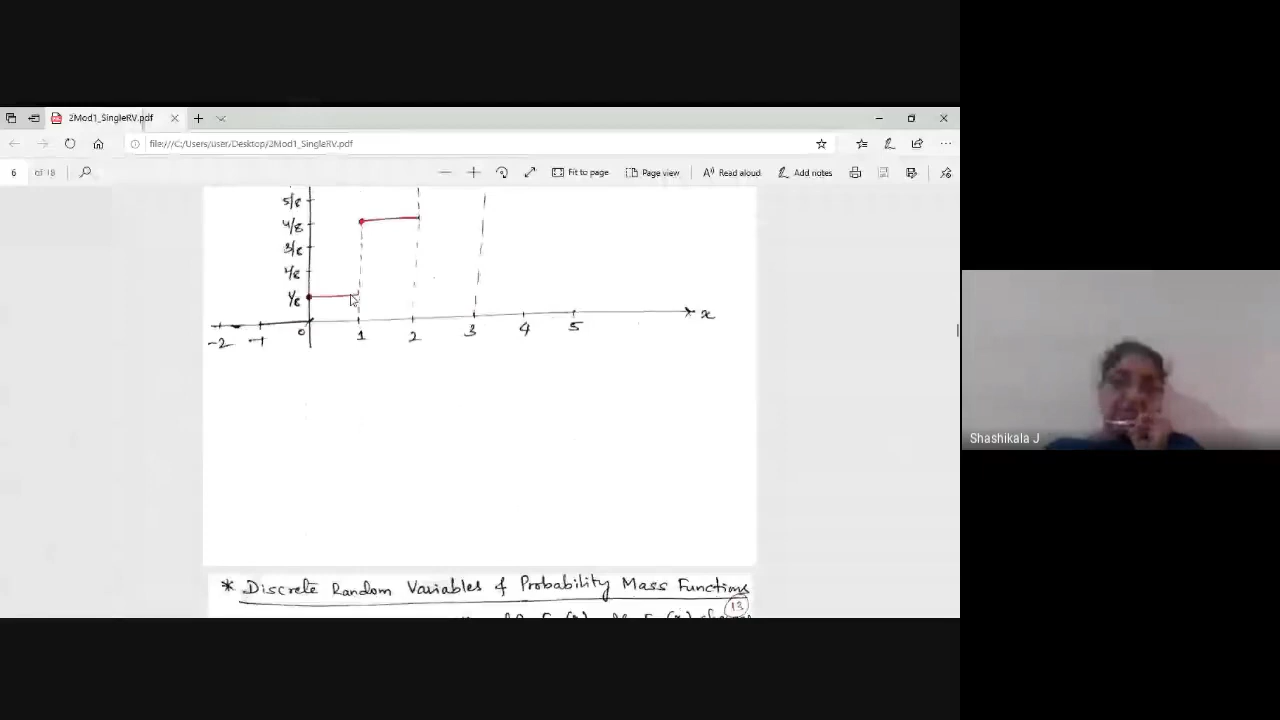 2Mod1_SingleRV.pdf
file:///C:/Users/user/Desktop/2Mod1_SingleRV.pdf
6 of 18 Fit to page Page view Read aloud Add notes
5/8
4/8
3/8
1/8
x
-2 -1 0 1 2 3 4 5
Shashikala J
* Discrete Random Variables & Probability Mass Functions
13